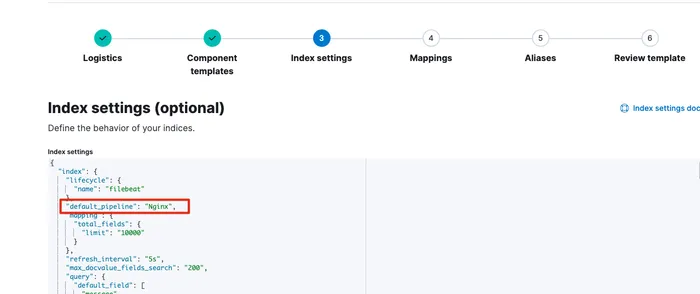 3
4
5
6
Logistics
Component
templates
Index settings
Mappings
Aliases
Review template
Index settings (optional)
Index settings doc
Define the behavior of your indices.
Index settings
{
"index": {
"lifecycle": {
"name": "filebeat"
},
"default_pipeline": "Nginx",
"mapping": {
"total_fields": {
"limit": "10000"
}
},
"refresh_interval": "5s",
"max_docvalue_fields_search": "200",
"query": {
"default_field": [
"message"